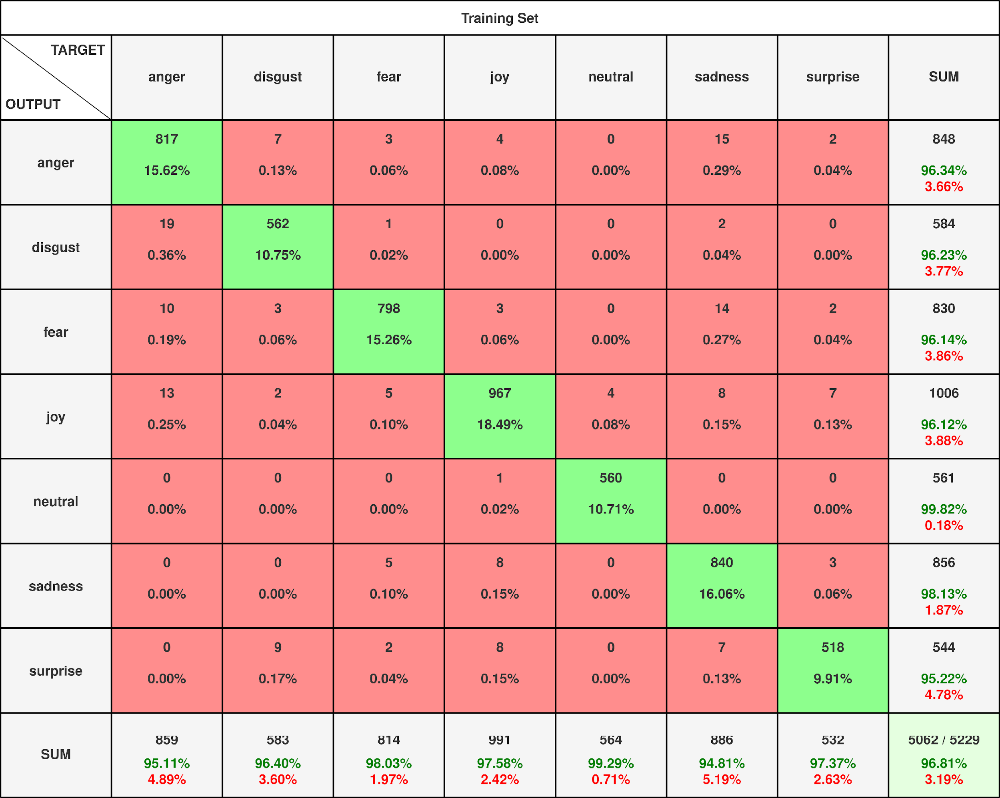 Training Set
TARGET
OUTPUT
anger disgust fear joy neutral sadness surprise SUM
anger
817 7 3 4 0 15 2 848
15.62% 0.13% 0.06% 0.08% 0.00% 0.29% 0.04% 96.34%
3.66%
disgust
19 562 1 0 0 2 0 584
0.36% 10.75% 0.02% 0.00% 0.00% 0.04% 0.00% 96.23%
3.77%
fear
10 3 798 3 0 14 2 830
0.19% 0.06% 15.26% 0.06% 0.00% 0.27% 0.04% 96.14%
3.86%
joy
13 2 5 967 4 8 7 1006
0.25% 0.04% 0.10% 18.49% 0.08% 0.15% 0.13% 96.12%
3.88%
neutral
0 0 0 1 560 0 0 561
0.00% 0.00% 0.00% 0.02% 10.71% 0.00% 0.00% 99.82%
0.18%
sadness
0 0 5 8 0 840 3 856
0.00% 0.00% 0.10% 0.15% 0.00% 16.06% 0.06% 98.13%
1.87%
surprise
0 9 2 8 0 7 518 544
0.00% 0.17% 0.04% 0.15% 0.00% 0.13% 9.91% 95.22%
4.78%
SUM
859 583 814 991 564 886 532 5062 / 5229
95.11% 96.40% 98.03% 97.58% 99.29% 94.81% 97.37% 96.81%
4.89% 3.60% 1.97% 2.42% 0.71% 5.19% 2.63% 3.19%